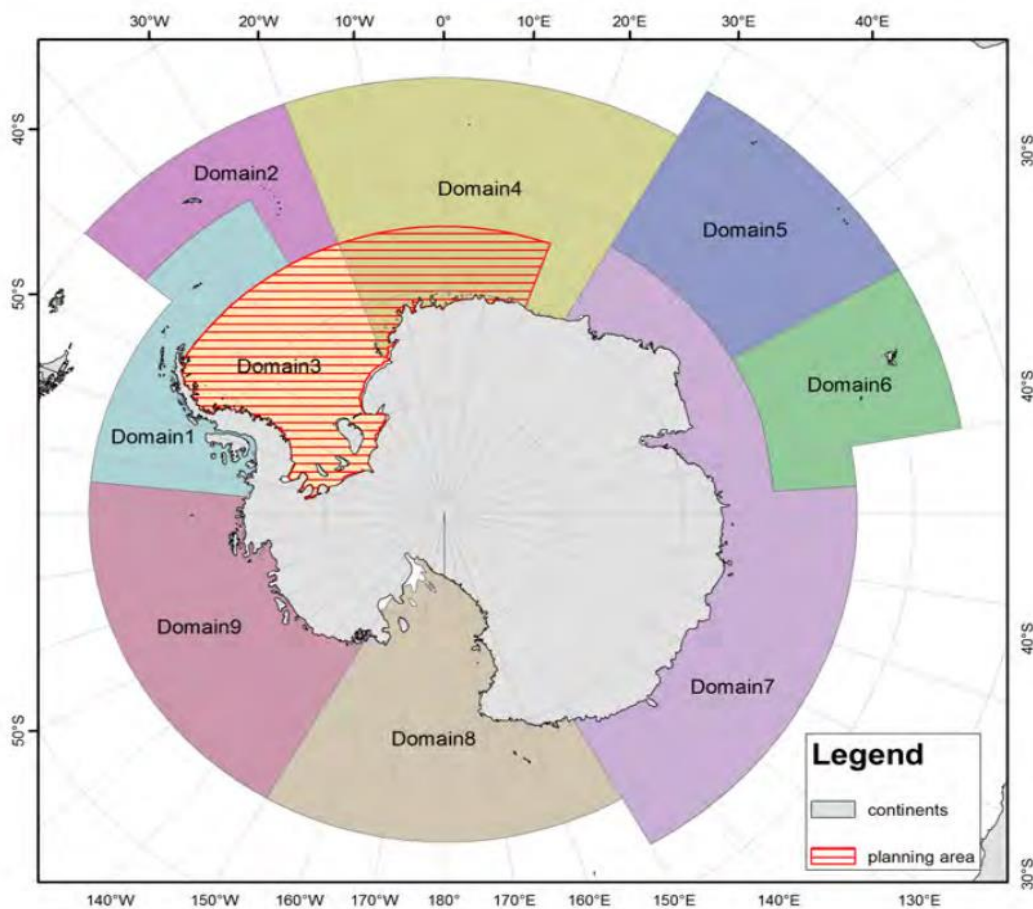 30°W 20°W 10°W 0° 10°E 20°E 30°E 40°E
40°S
30°S
Domain2
Domain4
Domain5
50°S
Domain3
Domain6
40°S
Domain1
Domain9
Domain7
40°S
50°S
Domain8
Legend
continents
planning area
30°S
140°W 150°W 160°W 170°W 180° 170°E 160°E 150°E 140°E 130°E